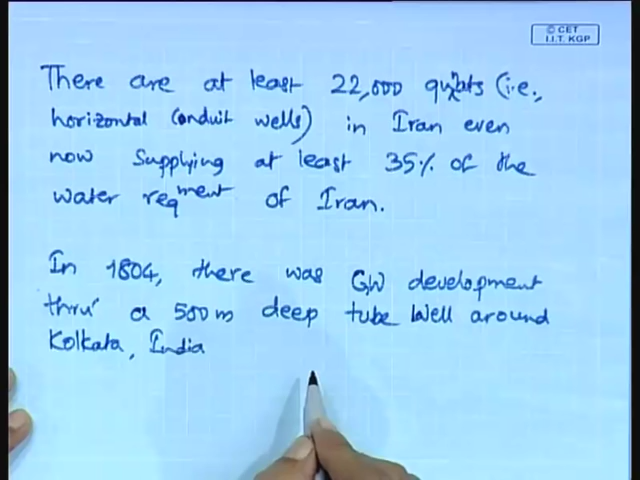 © CET
I.I.T. KGP
There are at least 22,000 qunats (i.e.,
horizontal conduit wells) in Iran even
now supplying at least 35% of the
water reqment of Iran.
In 1804, there was GW development
thru' a 500m deep tube well around
Kolkata, India